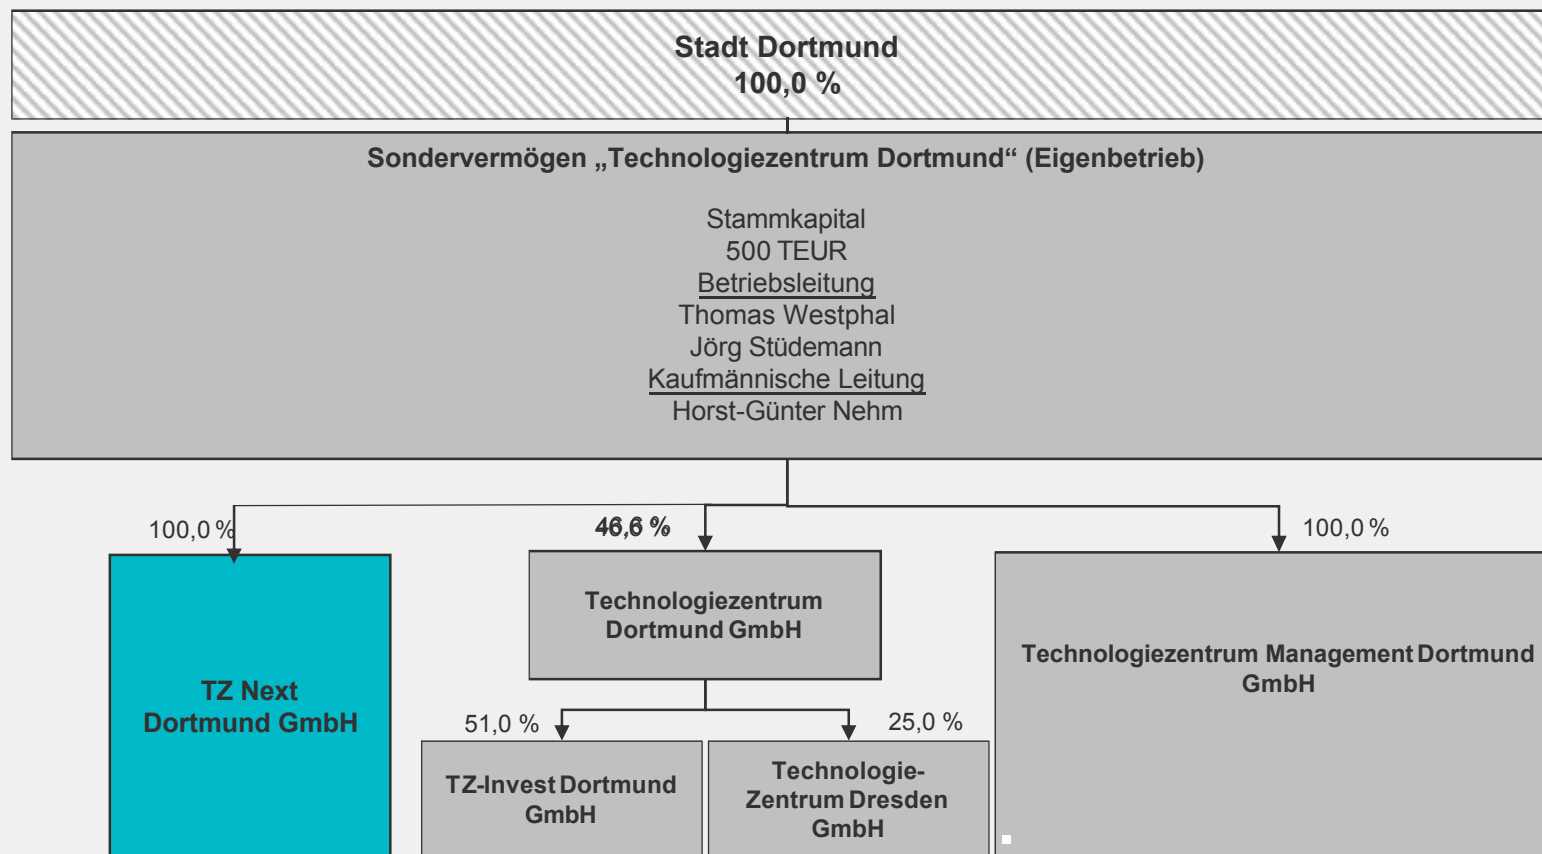 Stadt Dortmund
100,0 %
Sondervermögen „Technologiezentrum Dortmund“ (Eigenbetrieb)
Stammkapital
500 TEUR
Betriebsleitung
Thomas Westphal
Jörg Stüdemann
Kaufmännische Leitung
Horst-Günter Nehm
100,0 %
46,6 %
100,0 %
Technologiezentrum
Dortmund GmbH
Technologiezentrum Management Dortmund
GmbH
TZ Next
Dortmund GmbH
51,0 %
25,0 %
TZ-Invest Dortmund
GmbH
Technologie-
Zentrum Dresden
GmbH